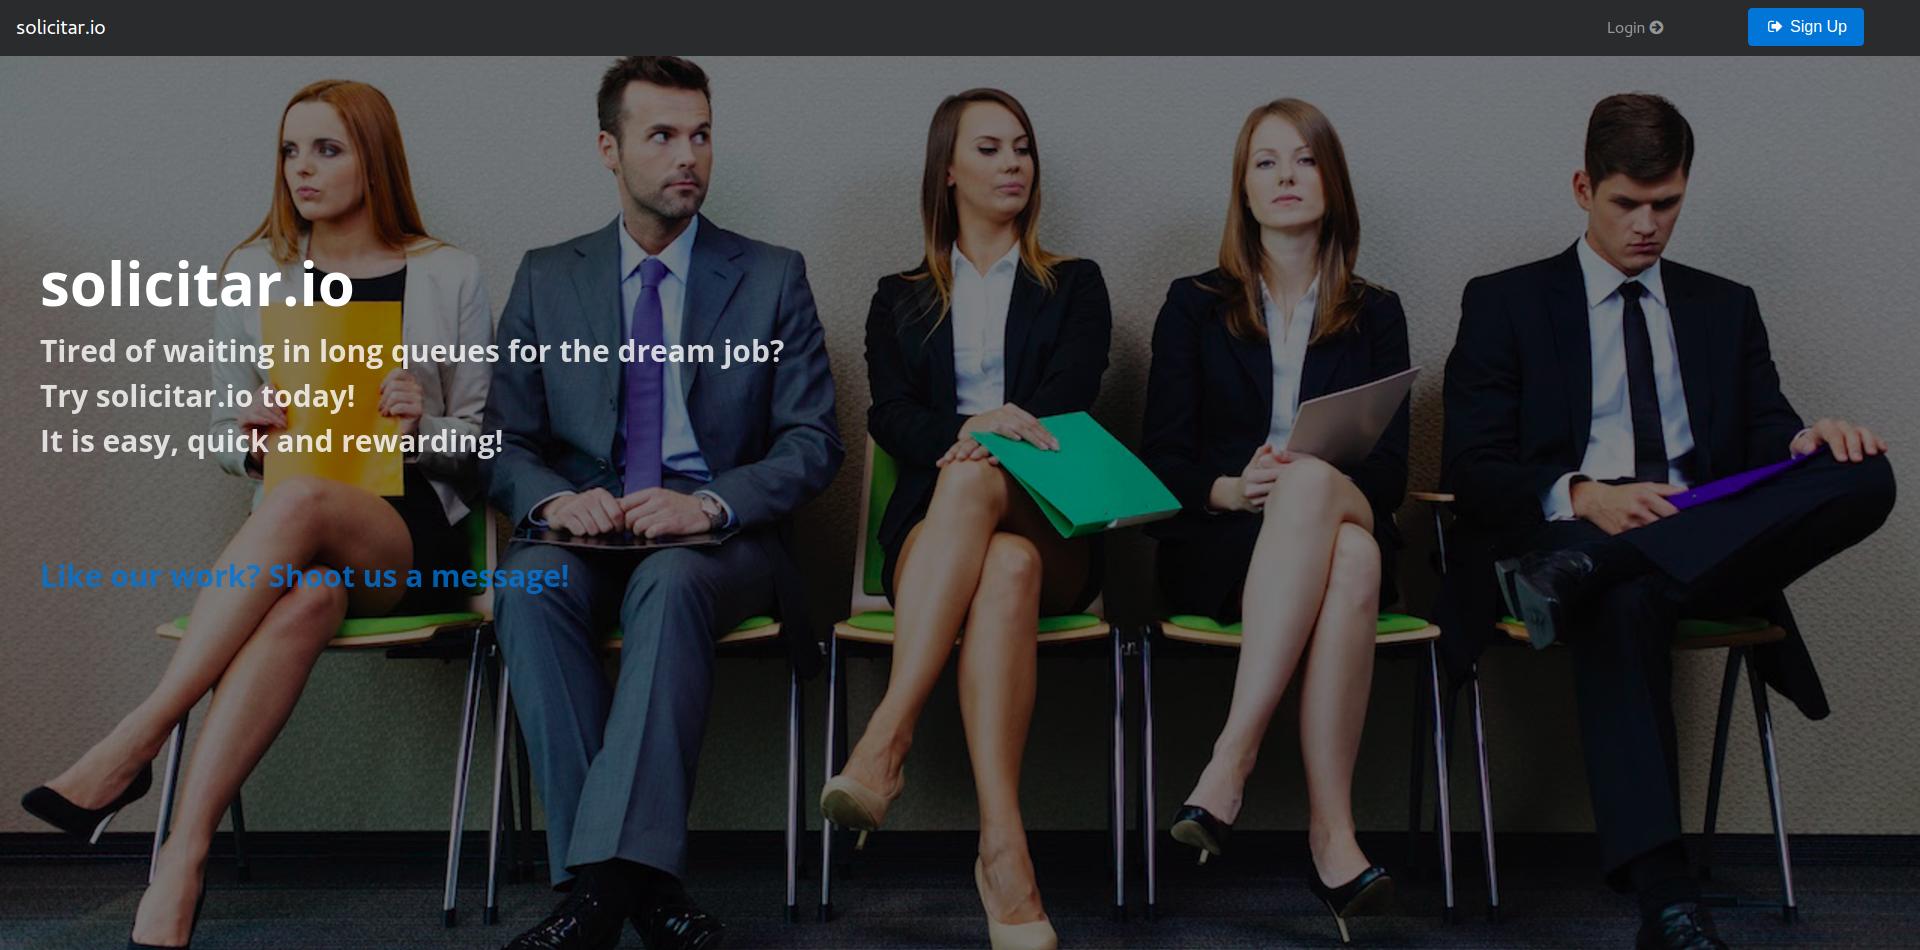 solicitar.io
Login
Sign Up
solicitar.io
Tired of waiting in long queues for the dream job?
Try solicitar.io today!
It is easy, quick and rewarding!
Like our work? Shoot us a message!